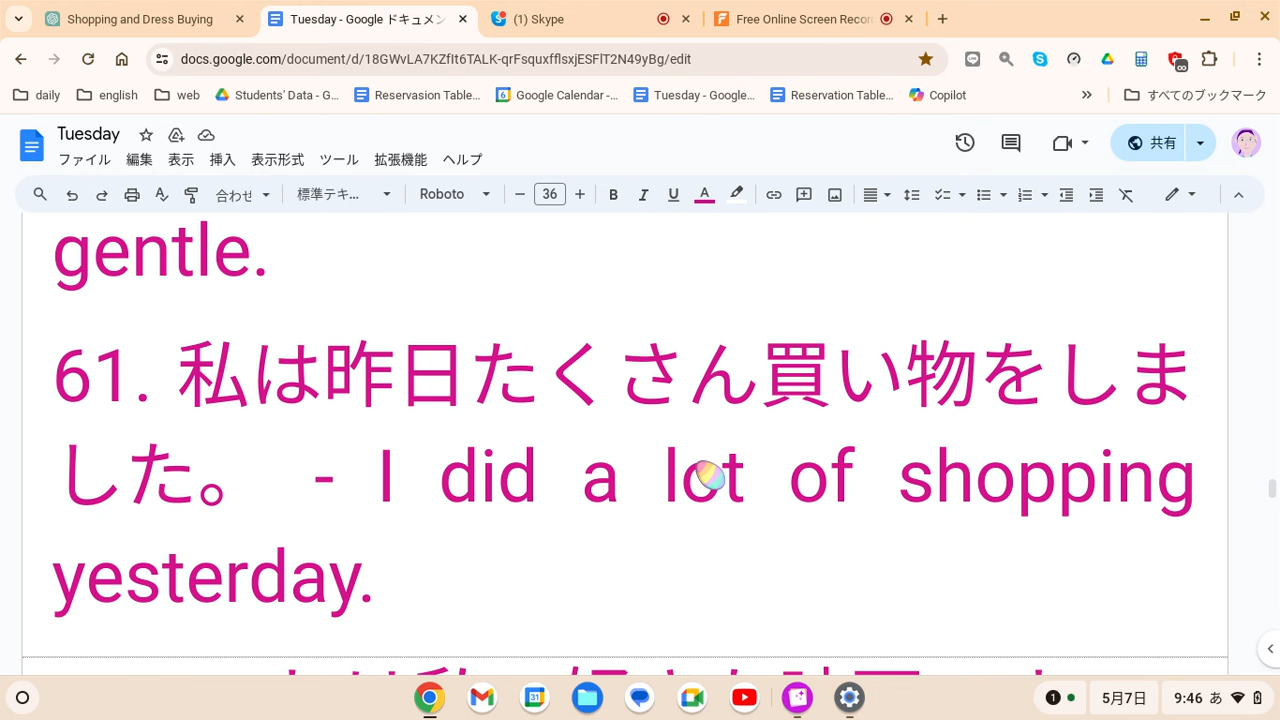 Shopping and Dress Buying
Tuesday - Google ドキュメン
(1) Skype
Free Online Screen Recor
docs.google.com/document/d/18GWvLA7KZfIt6TALK-qrFsquxfflsxjESFlT2N49yBg/edit
daily
english
web
Students' Data - G...
Reservasion Table...
Google Calendar -...
Tuesday - Google...
Reservation Table...
Copilot
すべてのブックマーク
Tuesday
ファイル 編集 表示 挿入 表示形式 ツール 拡張機能 ヘルプ
共有
合わせ
標準テキ...
Roboto
36
gentle.
61. 私は昨日たくさん買い物をしま
した。 - I did a lot of shopping
yesterday.
1
5月7日
9:46 あ